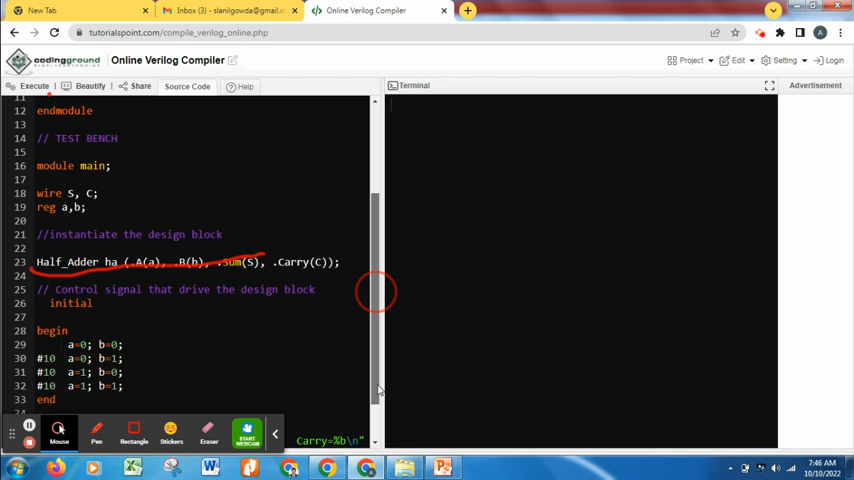 New Tab
Inbox (3) - slanilgowda@gmail.c
Online Verilog Compiler
tutorialspoint.com/compile_verilog_online.php
A
codingground
Online Verilog Compiler
Project
Edit
Setting
Login
Execute
Beautify
Share
Source Code
Help
Terminal
Advertisement
11
12 endmodule
13
14 // TEST BENCH
15
16 module main;
17
18 wire S, C;
19 reg a,b;
20
21 //instantiate the design block
22
23 Half_Adder ha (.A(a), .B(b), .Sum(S), .Carry(C));
24
25 // Control signal that drive the design block
26 initial
27
28 begin
29 a=0; b=0;
30 #10 a=0; b=1;
31 #10 a=1; b=0;
32 #10 a=1; b=1;
33 end
Carry=%b\n"
Mouse
Pen
Rectangle
Stickers
Eraser
START
WEBCAM
7:46 AM
10/10/2022